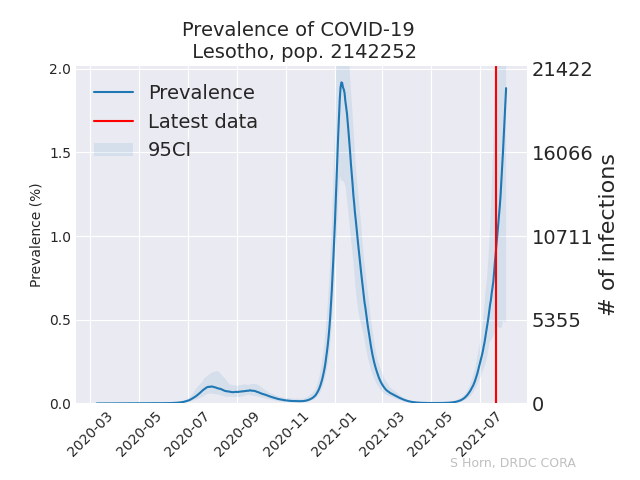 Prevalence of COVID-19
Lesotho, pop. 2142252
Prevalence
Latest data
95CI
Prevalence (%)
2.0
1.5
1.0
0.5
0.0
21422
16066
10711
5355
0
# of infections
2020-03
2020-05
2020-07
2020-09
2020-11
2021-01
2021-03
2021-05
2021-07
S Horn, DRDC CORA